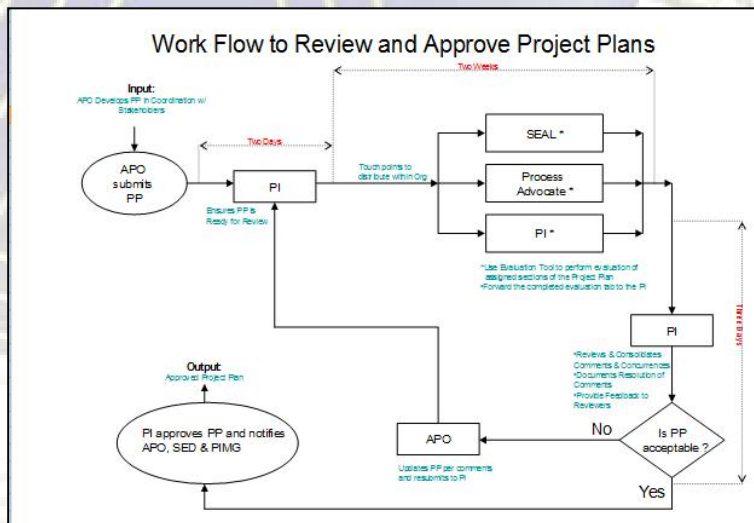 Work Flow to Review and Approve Project Plans
Two Weeks
Input:
APO Develops PP in Coordination w/
Stakeholders
Two Days
APO
submits
PP
PI
Ensures PP is
Ready for Review
Touch points to
distribute within Org
SEAL *
Process
Advocate *
PI *
*Use Evaluation Tool to perform evaluation of
assigned sections of the Project Plan
•Forward the completed evaluation tab to the PI
Three Days
PI
•Reviews & Consolidates
Comments & Concurrences
•Documents Resolution of
Comments
•Provide Feedback to
Reviewers
Is PP
acceptable ?
No
Yes
APO
Updates PP per comments
and resubmits to PI
Output:
Approved Project Plan
PI approves PP and notifies
APO, SED & PIMG